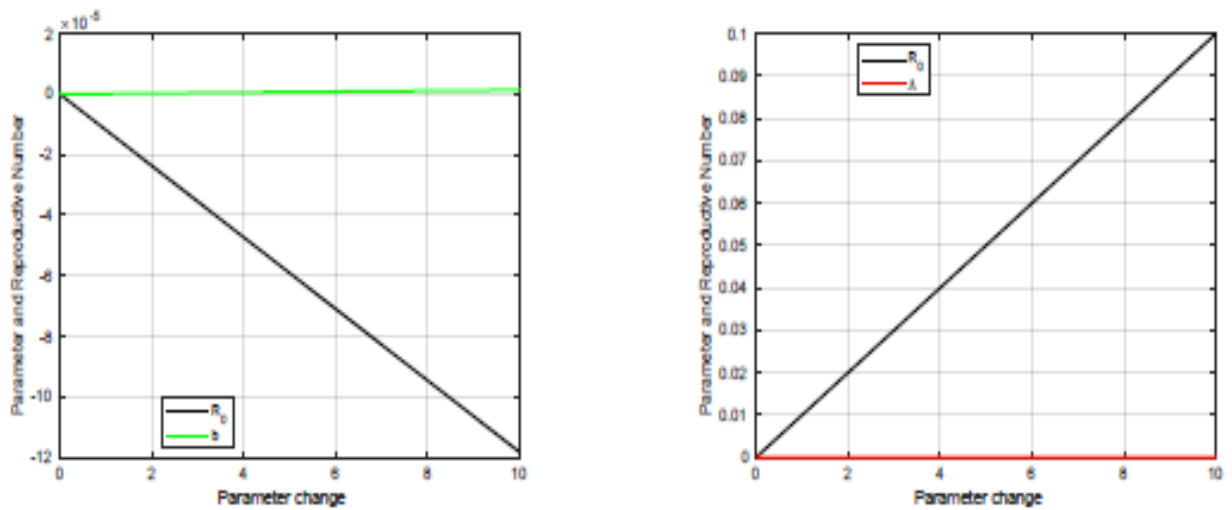 ×10⁻⁵
2
0
-2
-4
-6
-8
-10
-12
0 2 4 6 8 10
Parameter and Reproductive Number
Parameter change
R₀
b
0.1
0.09
0.08
0.07
0.06
0.05
0.04
0.03
0.02
0.01
0
0 2 4 6 8 10
Parameter and Reproductive Number
Parameter change
R₀
Λ